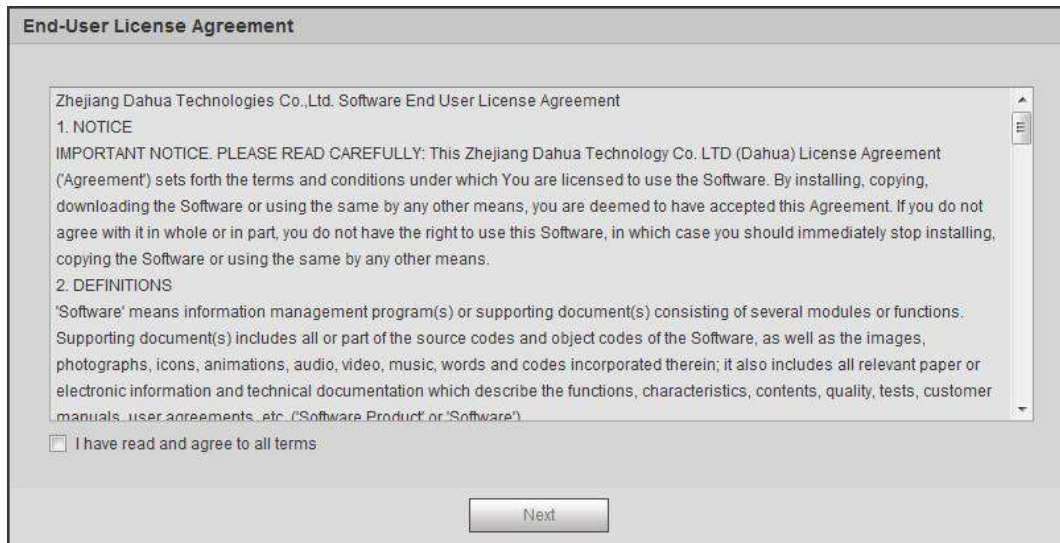 End-User License Agreement
Zhejiang Dahua Technologies Co.,Ltd. Software End User License Agreement
1. NOTICE
IMPORTANT NOTICE. PLEASE READ CAREFULLY: This Zhejiang Dahua Technology Co. LTD (Dahua) License Agreement
('Agreement') sets forth the terms and conditions under which You are licensed to use the Software. By installing, copying,
downloading the Software or using the same by any other means, you are deemed to have accepted this Agreement. If you do not
agree with it in whole or in part, you do not have the right to use this Software, in which case you should immediately stop installing,
copying the Software or using the same by any other means.
2. DEFINITIONS
'Software' means information management program(s) or supporting document(s) consisting of several modules or functions.
Supporting document(s) includes all or part of the source codes and object codes of the Software, as well as the images,
photographs, icons, animations, audio, video, music, words and codes incorporated therein; it also includes all relevant paper or
electronic information and technical documentation which describe the functions, characteristics, contents, quality, tests, customer
manuals, user agreements, etc. ('Software Product' or 'Software')
I have read and agree to all terms
Next